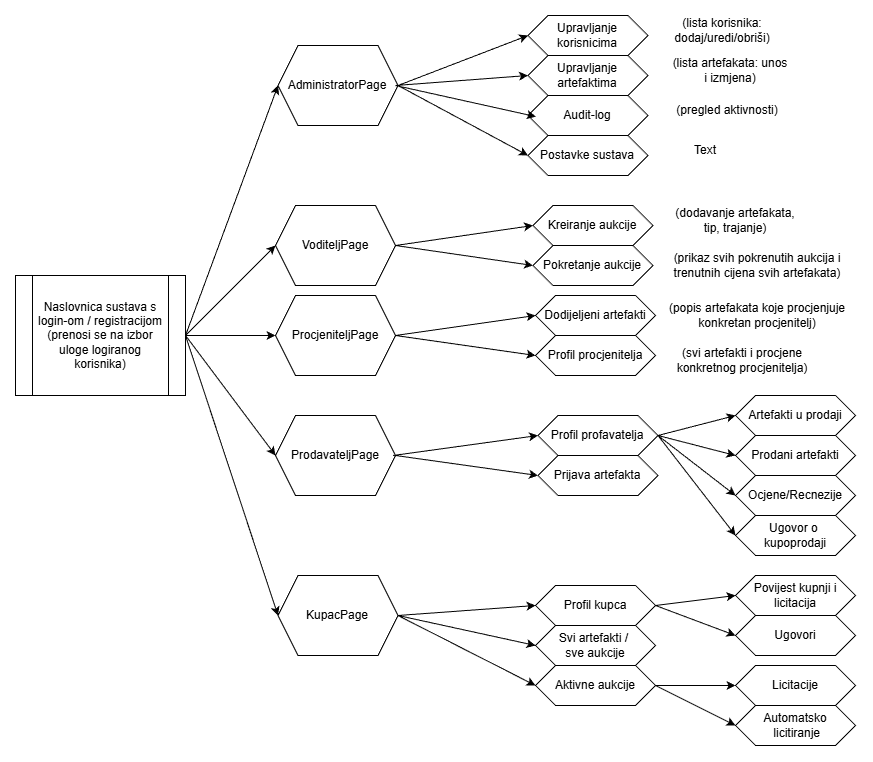 Naslovnica sustava s
login-om / registracijom
(prenosi se na izbor
uloge logiranog
korisnika)
AdministratorPage
Upravljanje
korisnicima
(lista korisnika:
dodaj/uredi/obriši)
Upravljanje
artefaktima
(lista artefakata: unos
i izmjena)
Audit-log
(pregled aktivnosti)
Postavke sustava
Text
VoditeljPage
Kreiranje aukcije
(dodavanje artefakata,
tip, trajanje)
Pokretanje aukcije
(prikaz svih pokrenutih aukcija i
trenutnih cijena svih artefakata)
ProcjeniteljPage
Dodijeljeni artefakti
(popis artefakata koje procjenjuje
konkretan procjenitelj)
Profil procjenitelja
(svi artefakti i procjene
konkretnog procjenitelja)
ProdavateljPage
Profil profavatelja
Artefakti u prodaji
Prodani artefakti
Ocjene/Recnezije
Ugovor o
kupoprodaji
Prijava artefakta
KupacPage
Profil kupca
Povijest kupnji i
licitacija
Ugovori
Svi artefakti /
sve aukcije
Aktivne aukcije
Licitacije
Automatsko
licitiranje